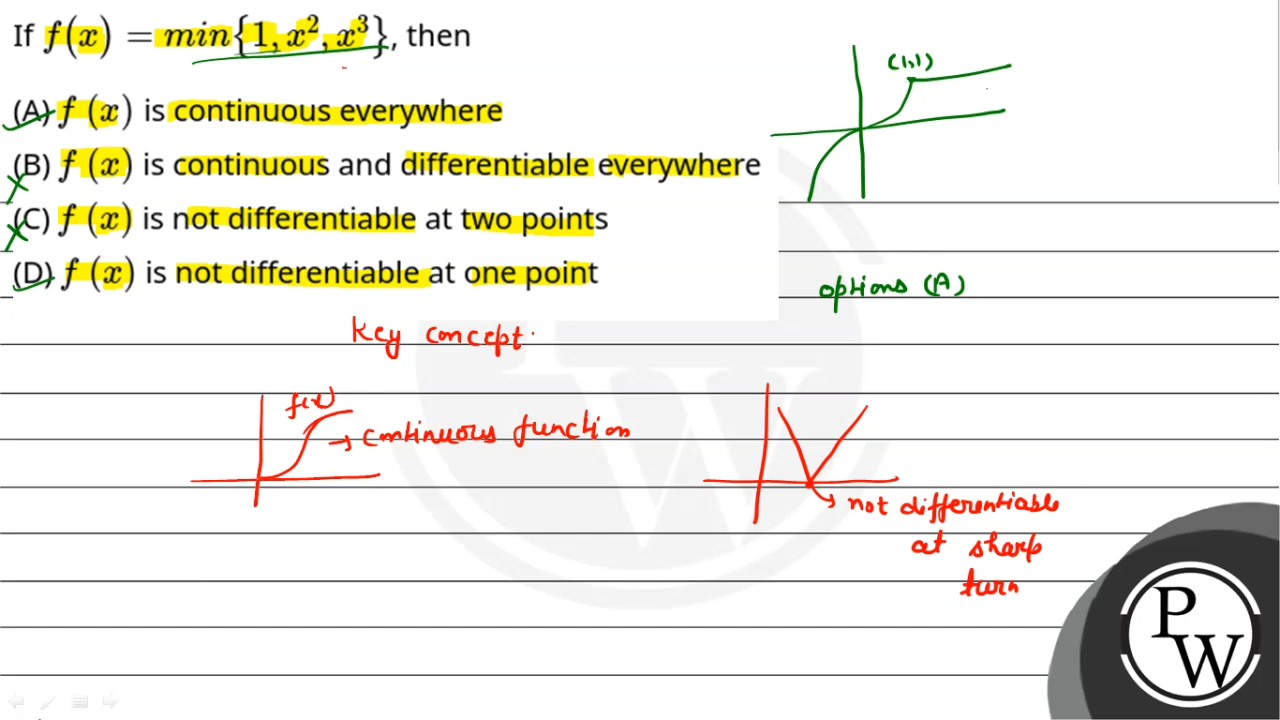 If f(x) = min{1, x², x³}, then
(A) f (x) is continuous everywhere
(B) f (x) is continuous and differentiable everywhere
(C) f (x) is not differentiable at two points
(D) f (x) is not differentiable at one point
(1,1)
options (A)
Key concept.
f(x)
→ continuous function
→ not differentiable
at sharp
turn
P
W